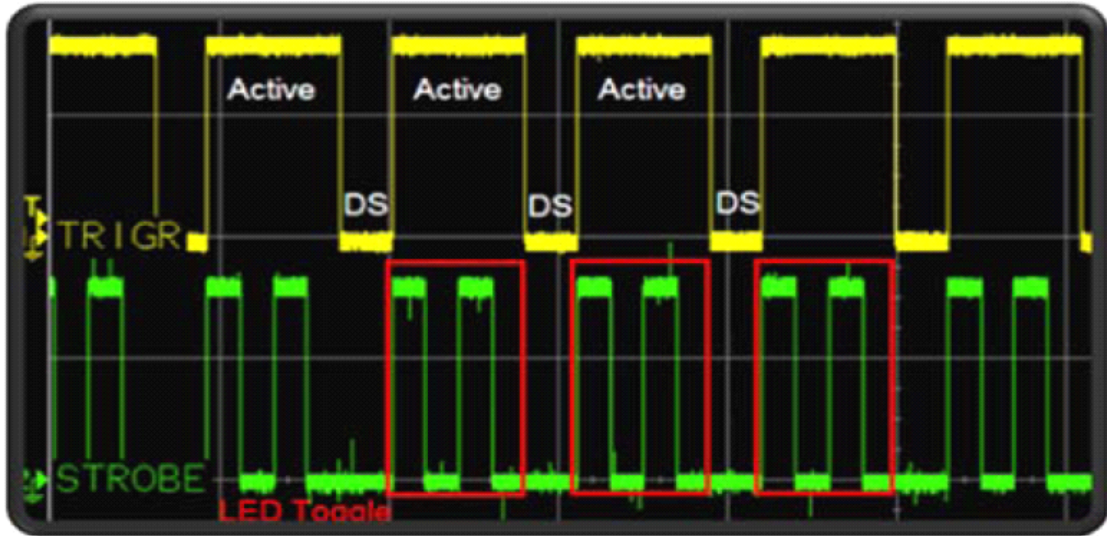 Active Active Active
DS DS DS
TRIGR
STROBE
LED Toggle